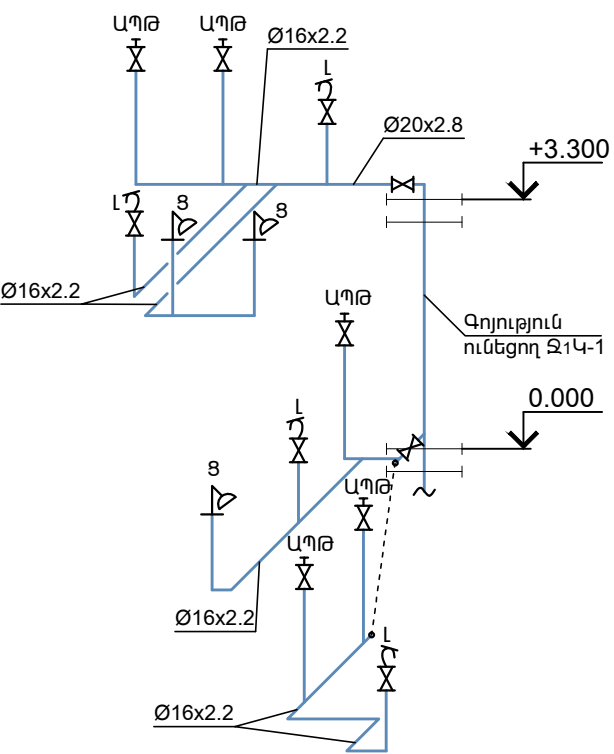 ԱՊԹ
ԱՊԹ
Ø16x2.2
Լ
Ø20x2.8
+3.300
Լ
Ց
Ց
Ø16x2.2
ԱՊԹ
Գոյություն
ունեցող Ջ1Կ-1
0.000
Լ
Ց
ԱՊԹ
ԱՊԹ
Ø16x2.2
Լ
Ø16x2.2